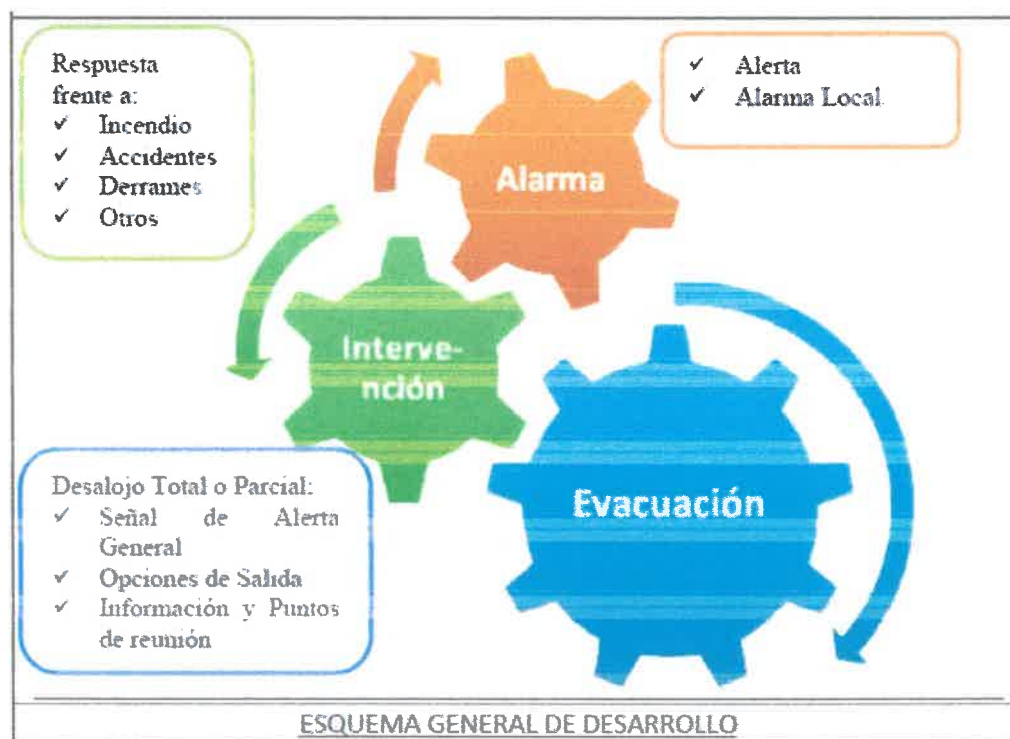 Respuesta
frente a:
✓ Incendio
✓ Accidentes
✓ Derrames
✓ Otros
✓ Alerta
✓ Alarma Local
Alarma
Interve-
nción
Evacuación
Desalojo Total o Parcial:
✓ Señal de Alerta
General
✓ Opciones de Salida
✓ Información y Puntos
de reunión
ESQUEMA GENERAL DE DESARROLLO